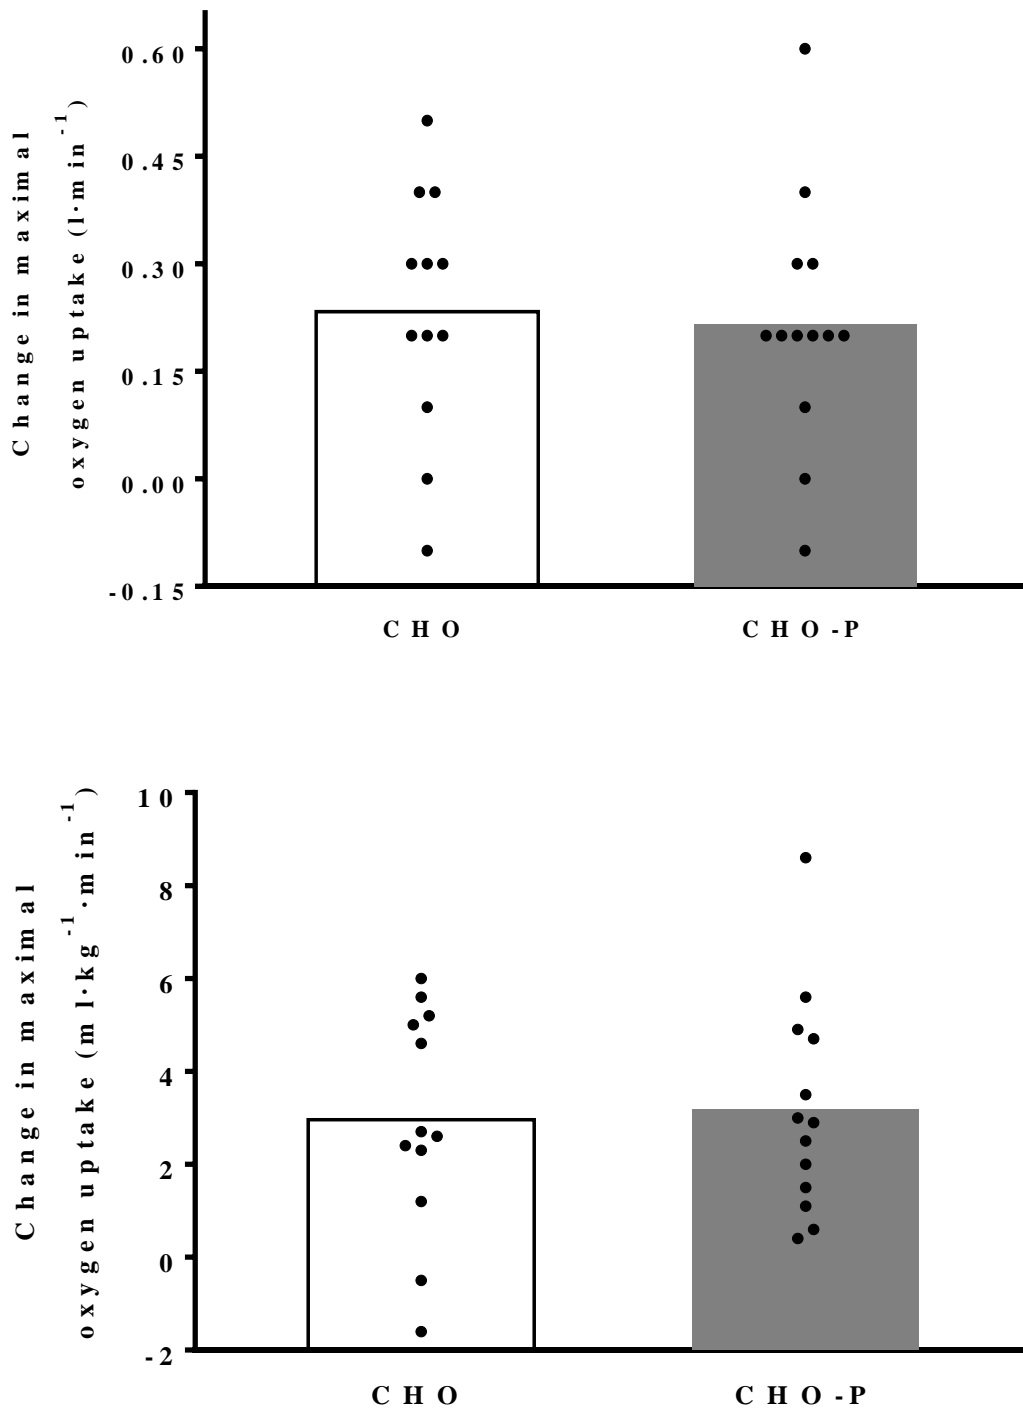 Change in maximal
oxygen uptake (l·min⁻¹)
0.60
0.45
0.30
0.15
0.00
-0.15
CHO
CHO-P
Change in maximal
oxygen uptake (ml·kg⁻¹·min⁻¹)
10
8
6
4
2
0
-2
CHO
CHO-P